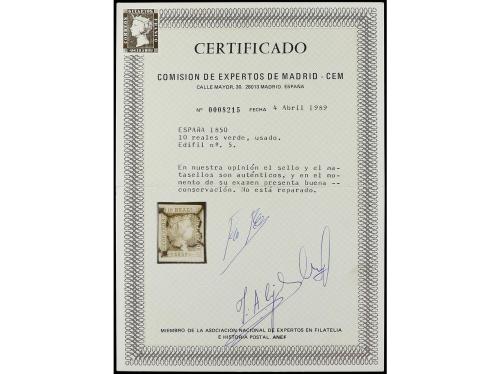 CERTIFICADO
COMISION DE EXPERTOS DE MADRID - CEM
CALLE MAYOR, 30. 28013 MADRID. ESPAÑA
Nº 0008215 FECHA 4 Abril 1989
ESPAÑA 1850
10 reales verde, usado.
Edifil nº. 5.
En nuestra opinión el sello y el ma-
tasellos son auténticos, y en el mo-
mento de su examen presenta buena --
conservación. No está reparado.
MIEMBRO DE LA ASOCIACION NACIONAL DE EXPERTOS EN FILATELIA
E HISTORIA POSTAL. ANEF